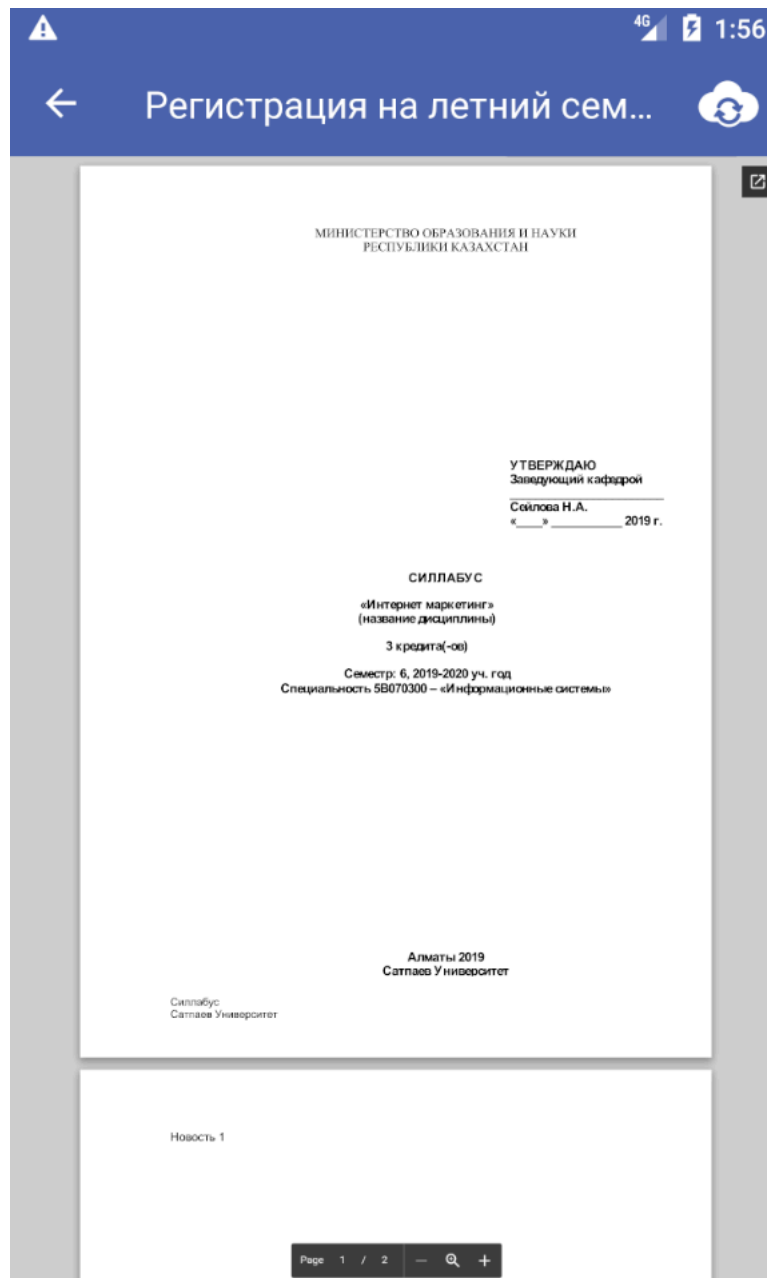 4G 1:56
Регистрация на летний сем...
МИНИСТЕРСТВО ОБРАЗОВАНИЯ И НАУКИ
РЕСПУБЛИКИ КАЗАХСТАН
УТВЕРЖДАЮ
Заведующий кафедрой
Сейлова Н.А.
«____» ___________ 2019 г.
СИЛЛАБУС
«Интернет маркетинг»
(название дисциплины)
3 кредита(-ов)
Семестр: 6, 2019-2020 уч. год
Специальность 5В070300 – «Информационные системы»
Алматы 2019
Сатпаев Университет
Силлабус
Сатпаев Университет
Новость 1
Page 1 / 2